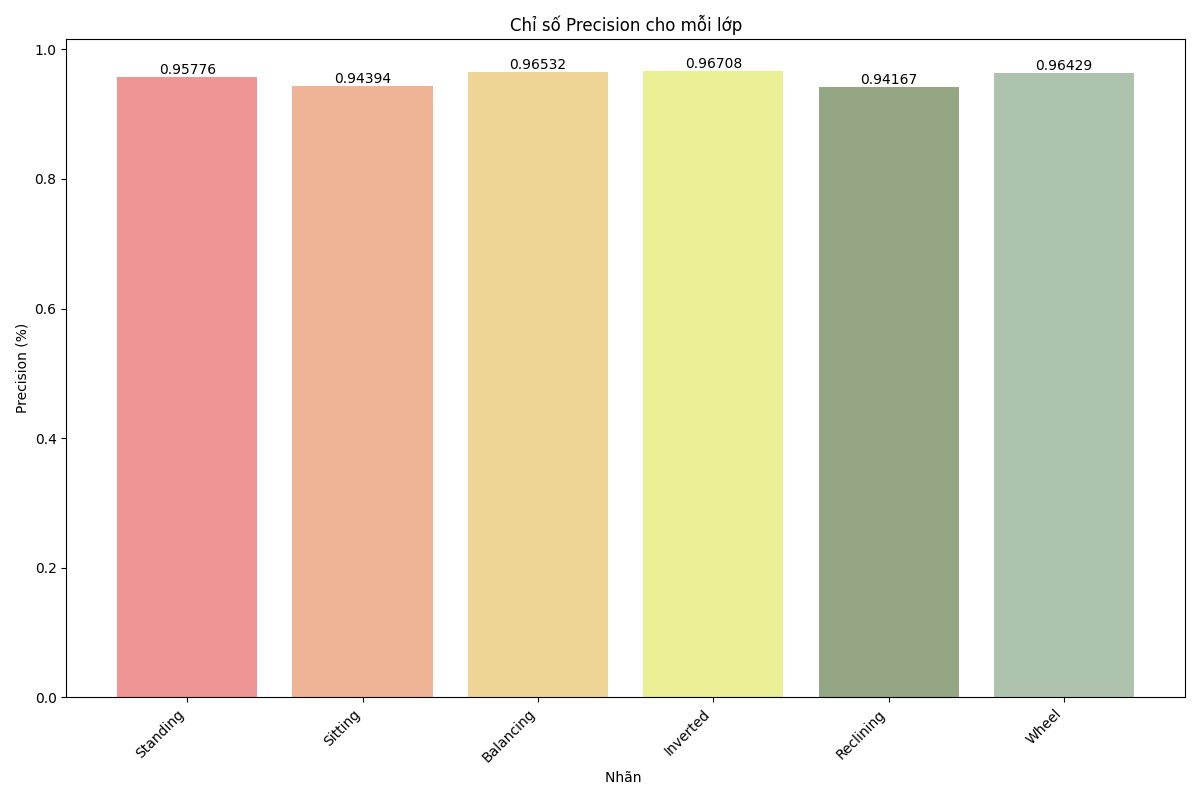 Chỉ số Precision cho mỗi lớp
1.0
0.8
0.6
0.4
0.2
0.0
Precision (%)
0.95776
0.94394
0.96532
0.96708
0.94167
0.96429
Standing
Sitting
Balancing
Inverted
Reclining
Wheel
Nhãn